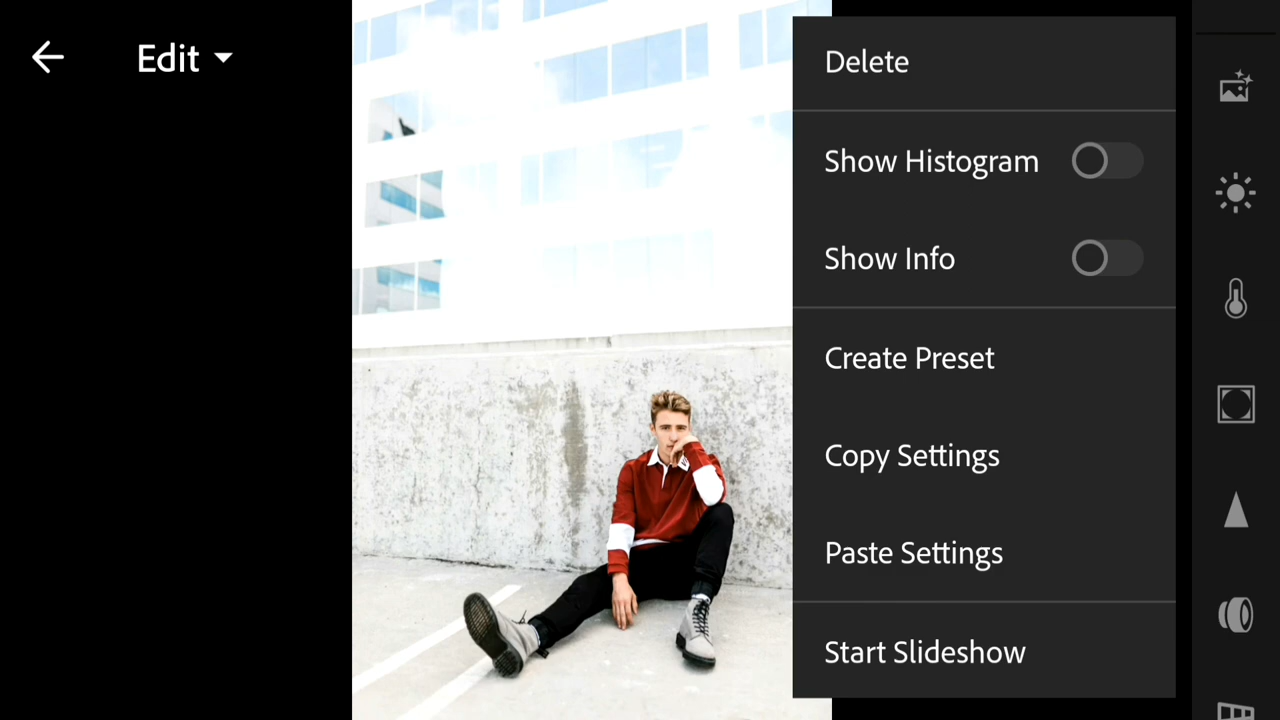 Edit
Delete
Show Histogram
Show Info
Create Preset
Copy Settings
Paste Settings
Start Slideshow